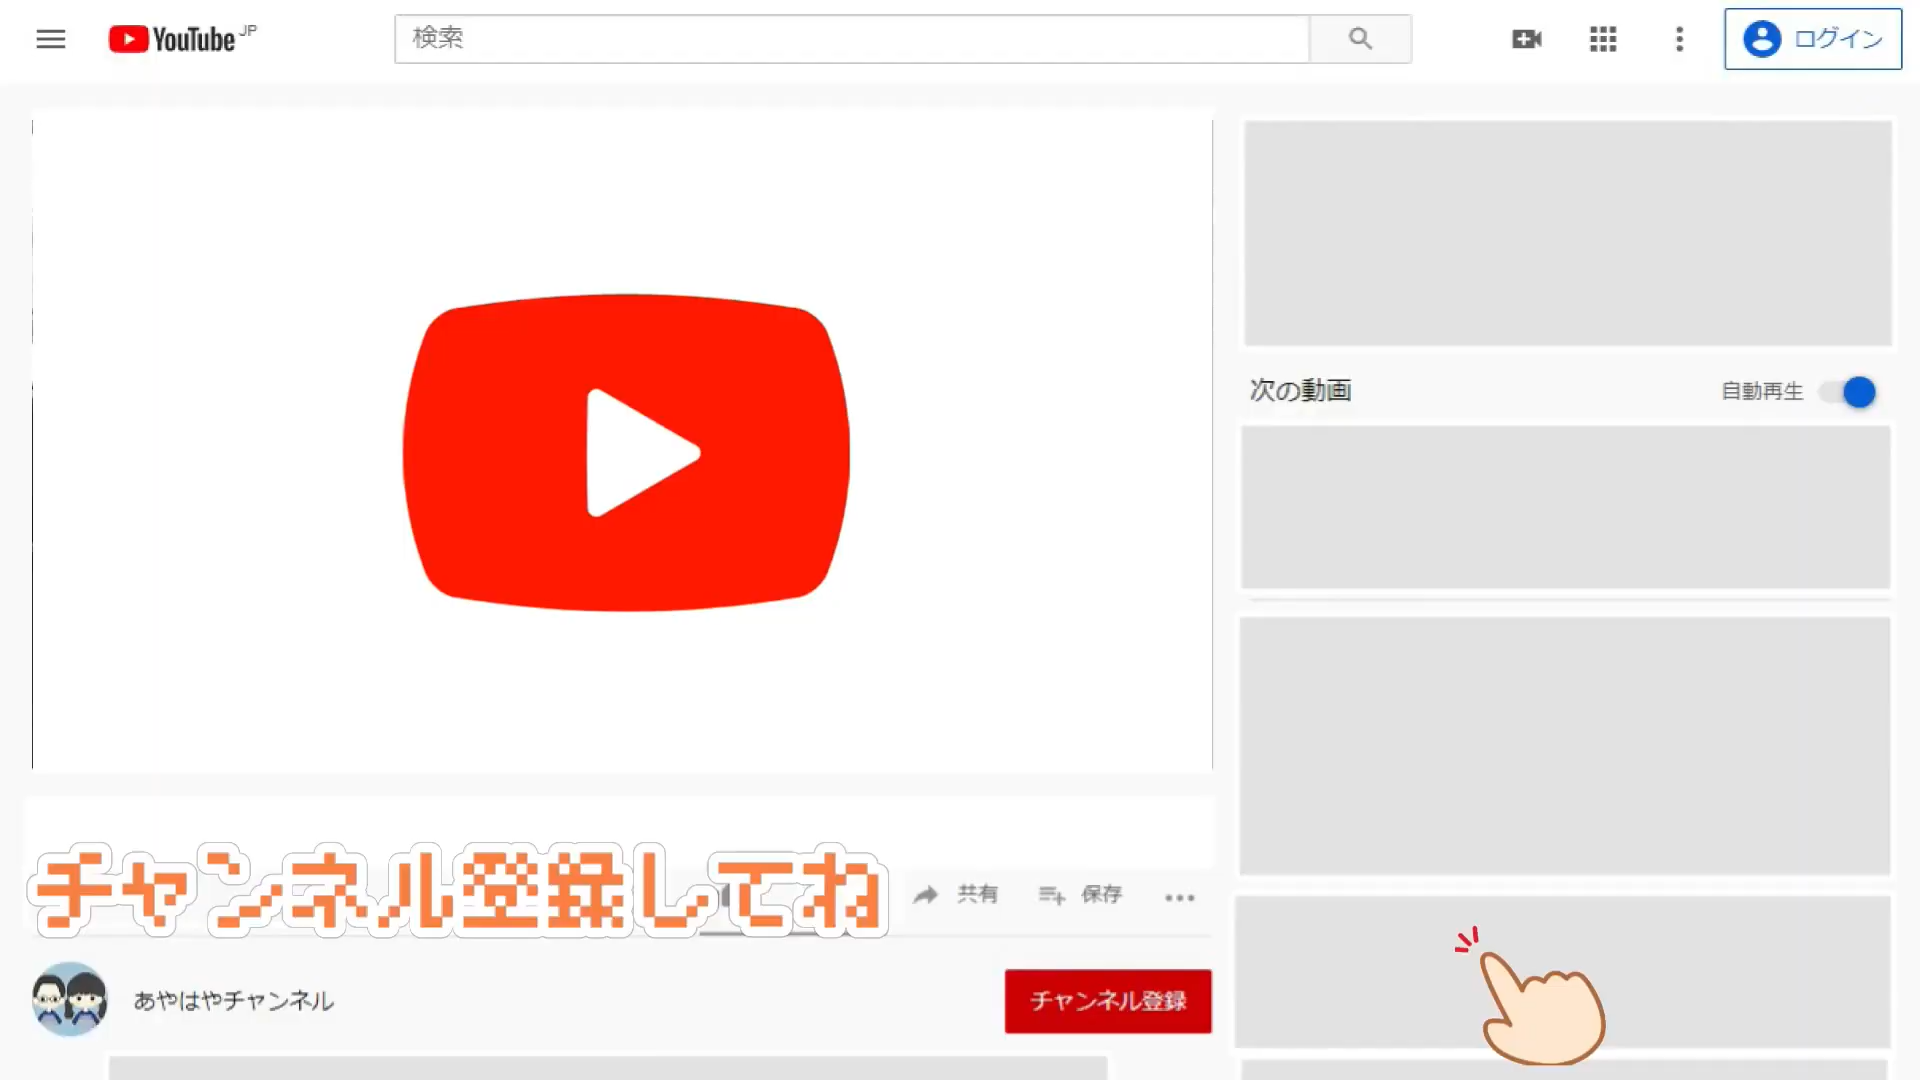 YouTube JP
検索
ログイン
次の動画
自動再生
チャンネル登録してね
共有
保存
あやはやチャンネル
チャンネル登録